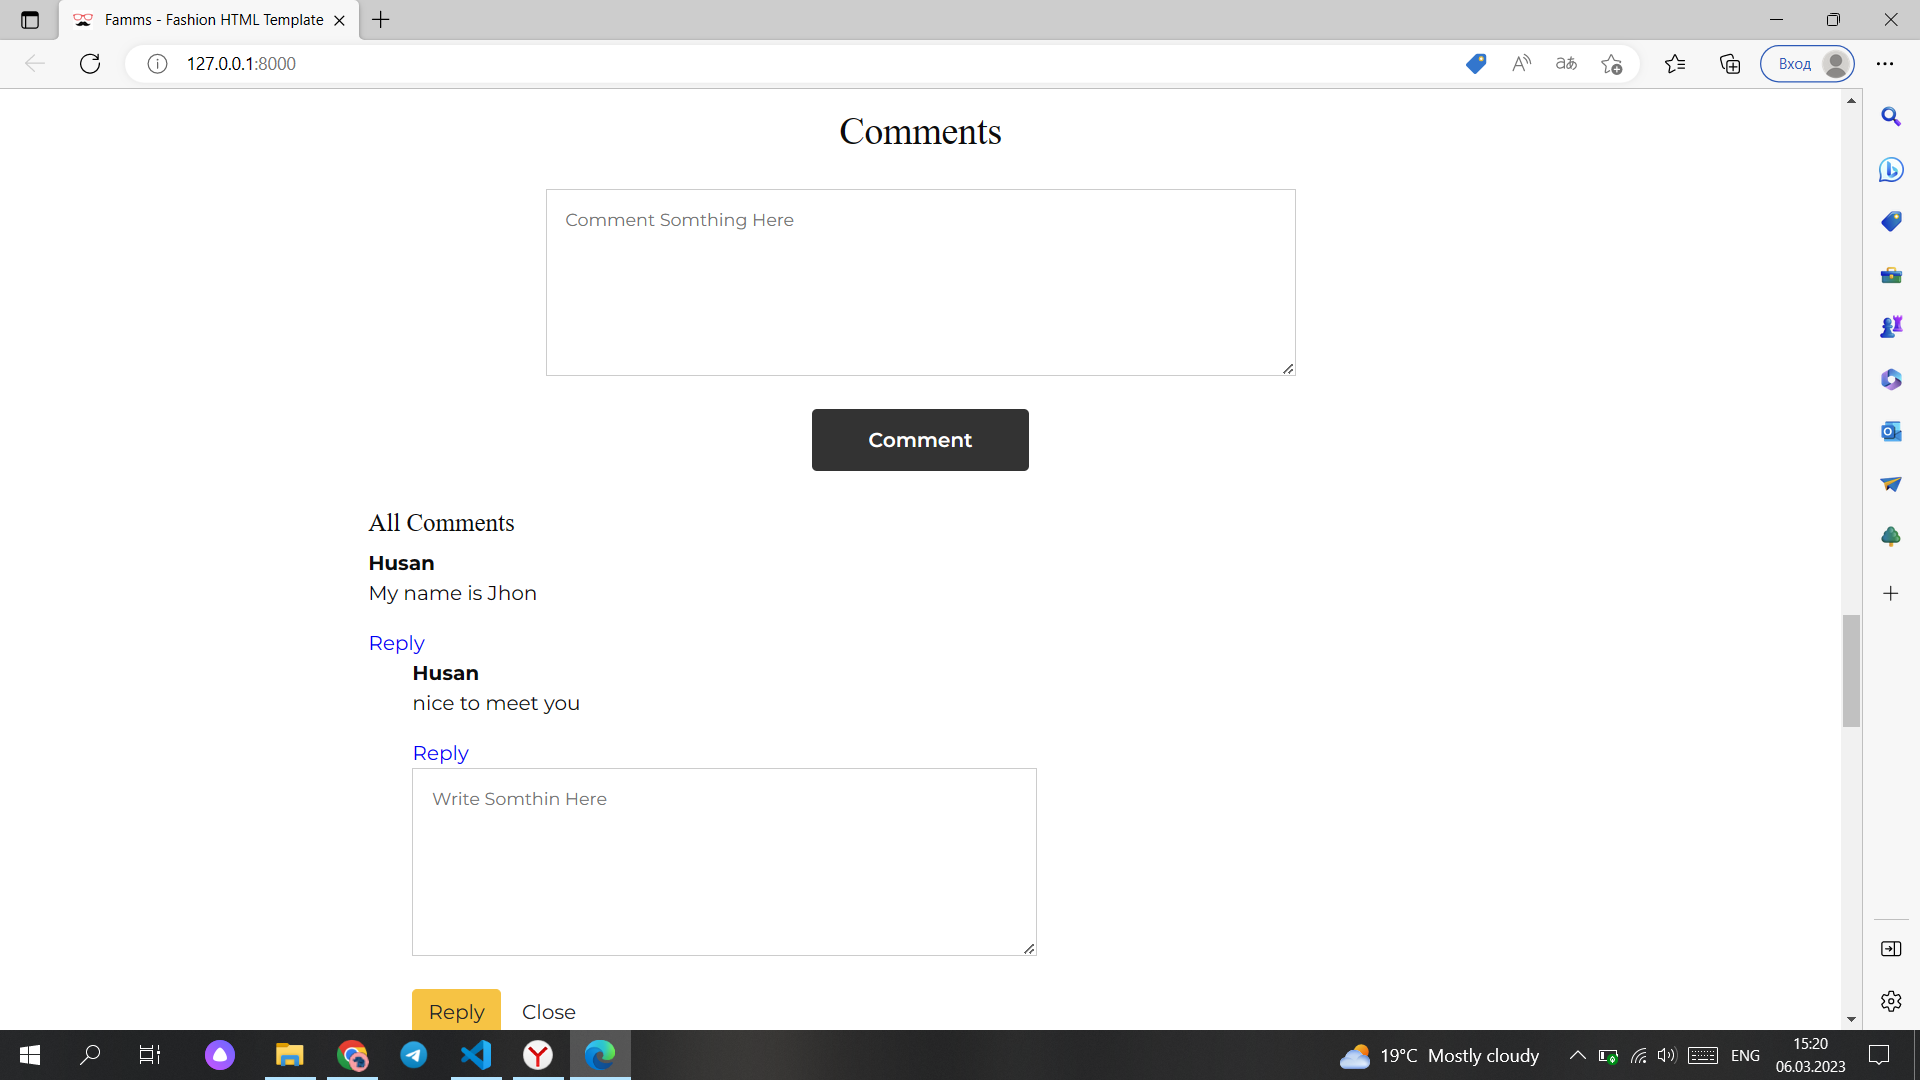 Famms - Fashion HTML Template
127.0.0.1:8000
Вход
Comments
Comment Somthing Here
Comment
All Comments
Husan
My name is Jhon
Reply
Husan
nice to meet you
Reply
Write Somthin Here
Reply Close
19°C Mostly cloudy
ENG
15:20
06.03.2023